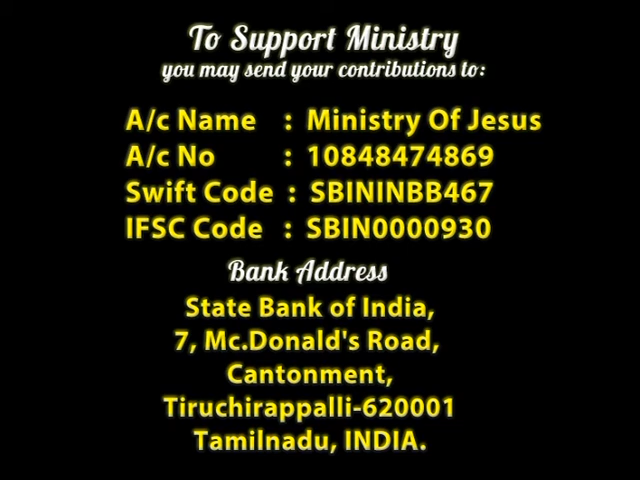 To Support Ministry
you may send your contributions to:
A/c Name : Ministry Of Jesus
A/c No : 10848474869
Swift Code : SBININBB467
IFSC Code : SBIN0000930
Bank Address
State Bank of India,
7, Mc.Donald's Road,
Cantonment,
Tiruchirappalli-620001
Tamilnadu, INDIA.